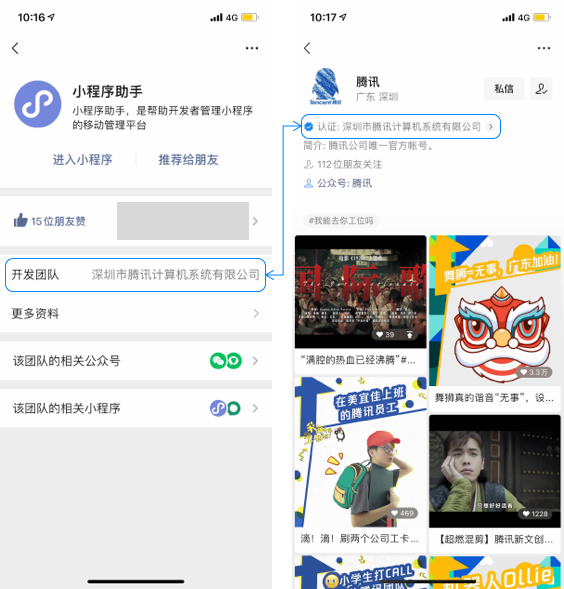 10:16
4G
小程序助手
小程序助手，是帮助开发者管理小程序
的移动管理平台
进入小程序
推荐给朋友
15位朋友赞
开发团队
深圳市腾讯计算机系统有限公司
更多资料
该团队的相关公众号
该团队的相关小程序
10:17
4G
Tencent 腾讯
腾讯
广东 深圳
私信
认证: 深圳市腾讯计算机系统有限公司
简介: 腾讯公司唯一官方帐号。
112位朋友关注
公众号: 腾讯
#我能去你工位吗
39
“满腔的热血已经沸腾”#...
舞狮=无事，广东加油!
3.3万
舞狮真的谐音“无事”，设...
在美宜佳上班
的腾讯员工
469
滴！滴！刷两个公司工卡...
只想好好活着
1228
【超燃混剪】腾讯新文创...
小学生打CALL